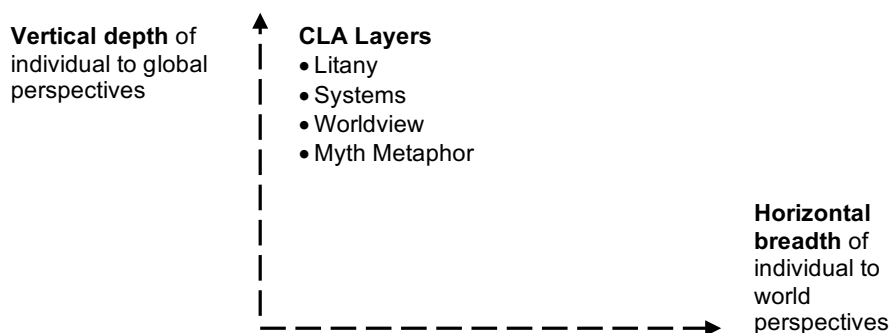 Vertical depth of
individual to global
perspectives
CLA Layers
• Litany
• Systems
• Worldview
• Myth Metaphor
Horizontal
breadth of
individual to
world
perspectives